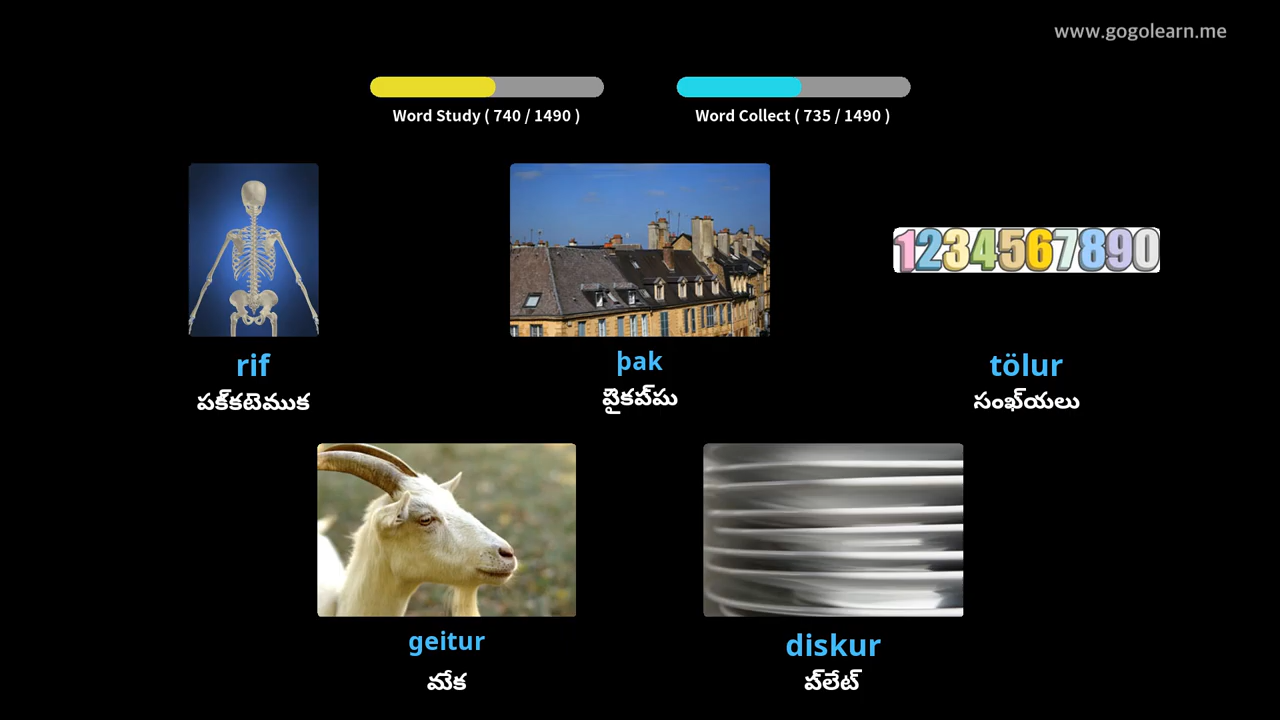 www.gogolearn.me
Word Study ( 740 / 1490 )
Word Collect ( 735 / 1490 )
rif
పక్కటెముక
þak
పైకప్పు
tölur
సంఖ్యలు
geitur
మేక
diskur
ప్లేట్